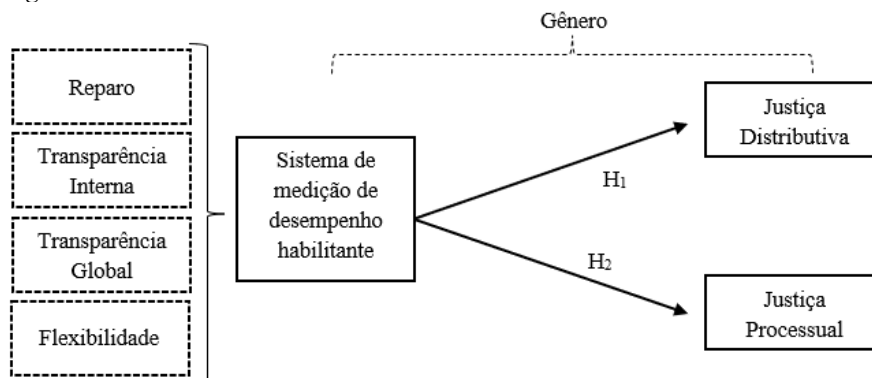 Gênero
Reparo
Transparência
Interna
Transparência
Global
Flexibilidade
Sistema de
medição de
desempenho
habilitante
H1
H2
Justiça
Distributiva
Justiça
Processual